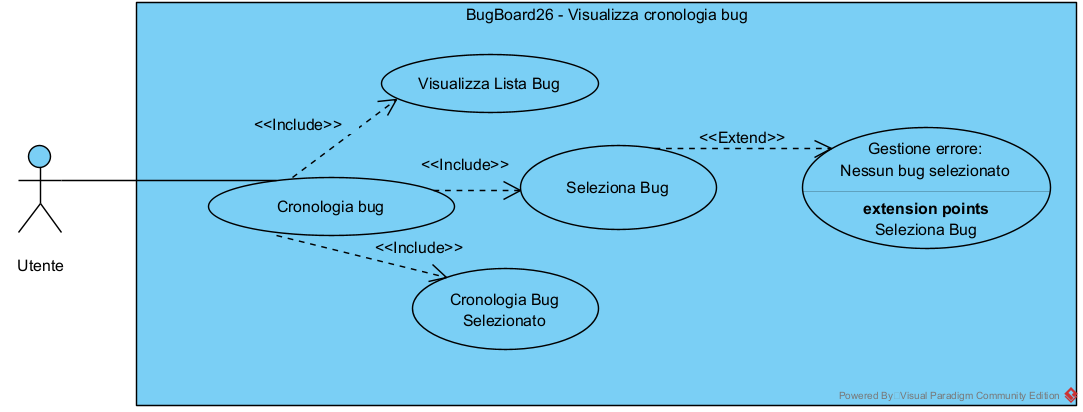 BugBoard26 - Visualizza cronologia bug
Visualizza Lista Bug
<<Include>>
<<Extend>>
Gestione errore:
Nessun bug selezionato
<<Include>>
Seleziona Bug
Cronologia bug
extension points
Seleziona Bug
<<Include>>
Utente
Cronologia Bug
Selezionato
Powered By Visual Paradigm Community Edition